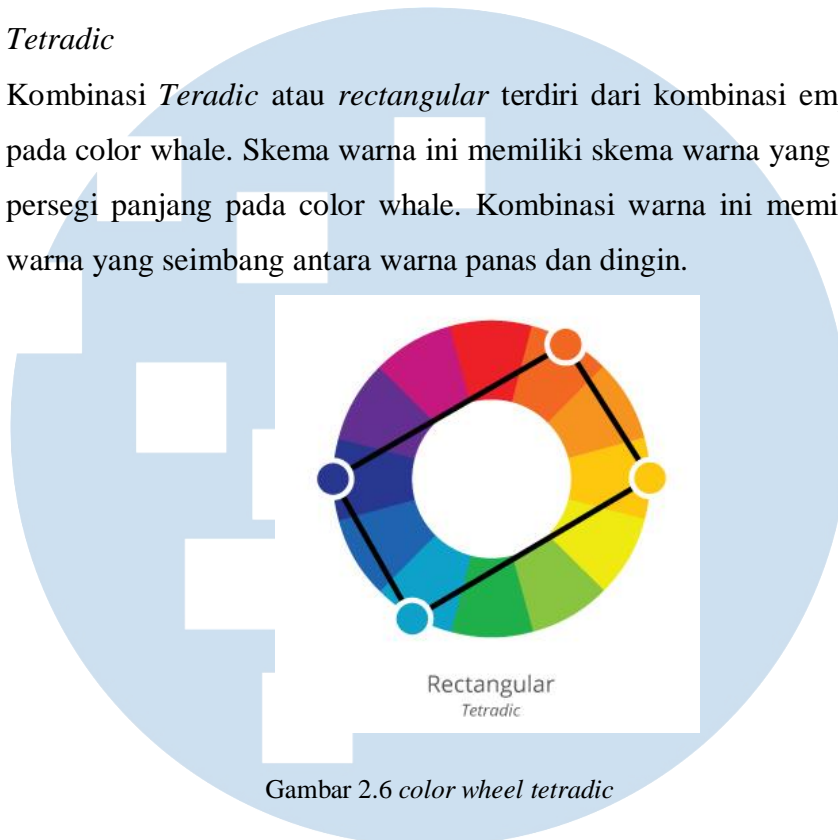 Tetradic
Kombinasi Teradic atau rectangular terdiri dari kombinasi em
pada color whale. Skema warna ini memiliki skema warna yang
persegi panjang pada color whale. Kombinasi warna ini memi
warna yang seimbang antara warna panas dan dingin.
Rectangular
Tetradic
Gambar 2.6 color wheel tetradic